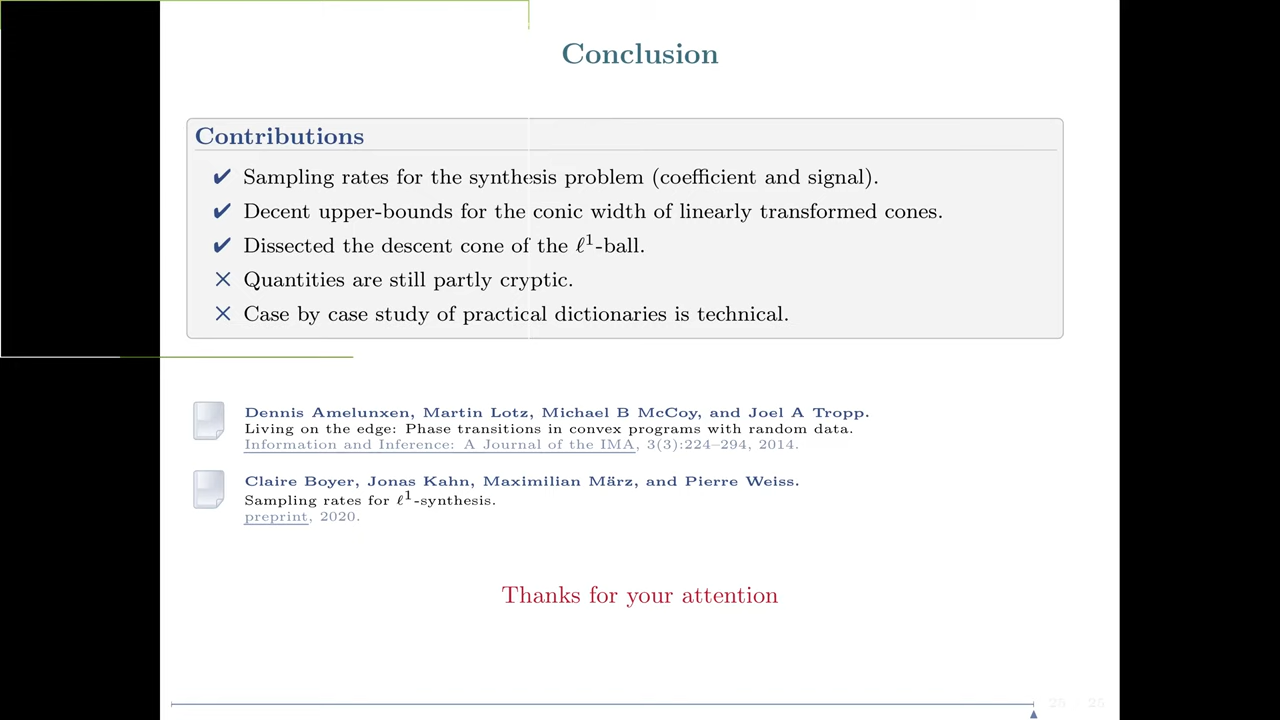 Conclusion
Contributions
✔ Sampling rates for the synthesis problem (coefficient and signal).
✔ Decent upper-bounds for the conic width of linearly transformed cones.
✔ Dissected the descent cone of the ℓ¹-ball.
× Quantities are still partly cryptic.
× Case by case study of practical dictionaries is technical.
Dennis Amelunxen, Martin Lotz, Michael B McCoy, and Joel A Tropp.
Living on the edge: Phase transitions in convex programs with random data.
Information and Inference: A Journal of the IMA, 3(3):224–294, 2014.
Claire Boyer, Jonas Kahn, Maximilian März, and Pierre Weiss.
Sampling rates for ℓ¹-synthesis.
preprint, 2020.
Thanks for your attention